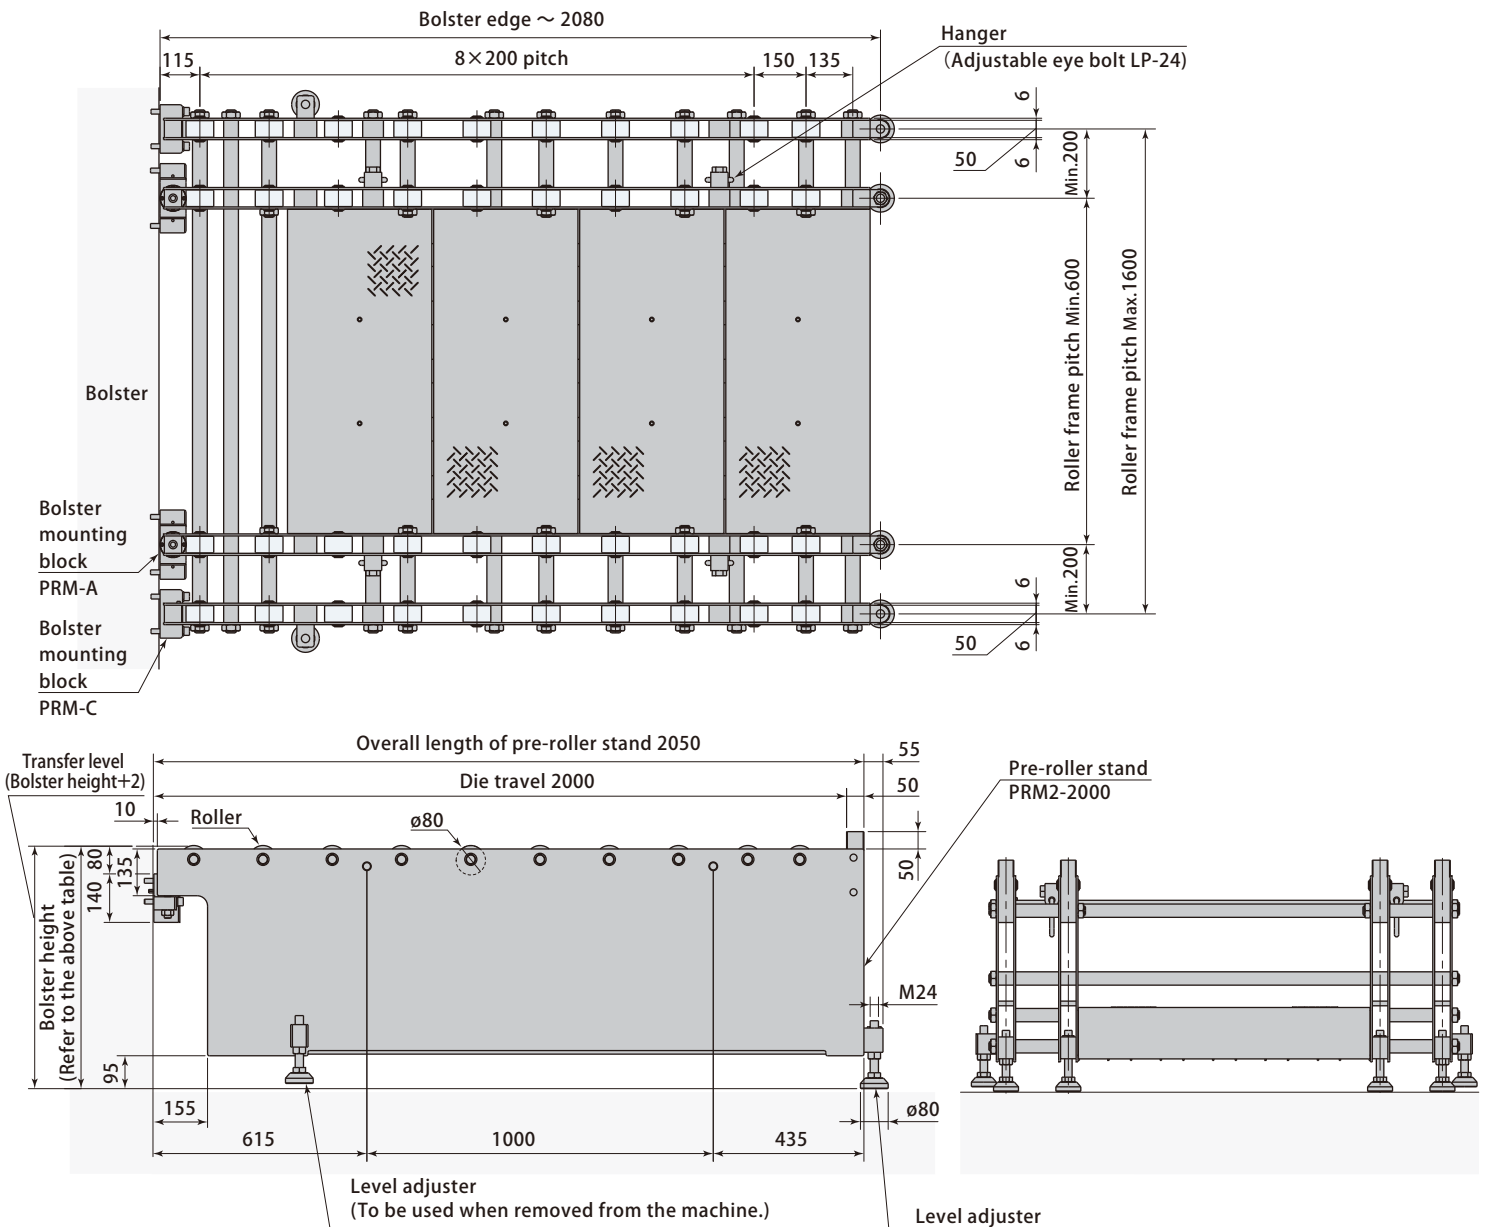 Bolster edge ～ 2080
115
8×200 pitch
150
135
Hanger
(Adjustable eye bolt LP-24)
6
50
6
Min.200
Roller frame pitch Min.600
Roller frame pitch Max.1600
Min.200
6
50
6
Bolster
Bolster
mounting
block
PRM-A
Bolster
mounting
block
PRM-C
Overall length of pre-roller stand 2050
55
Transfer level
(Bolster height+2)
Die travel 2000
50
Pre-roller stand
PRM2-2000
10
Roller
ø80
80
135
140
50
Bolster height
(Refer to the above table)
M24
95
155
ø80
615
1000
435
Level adjuster
(To be used when removed from the machine.)
Level adjuster